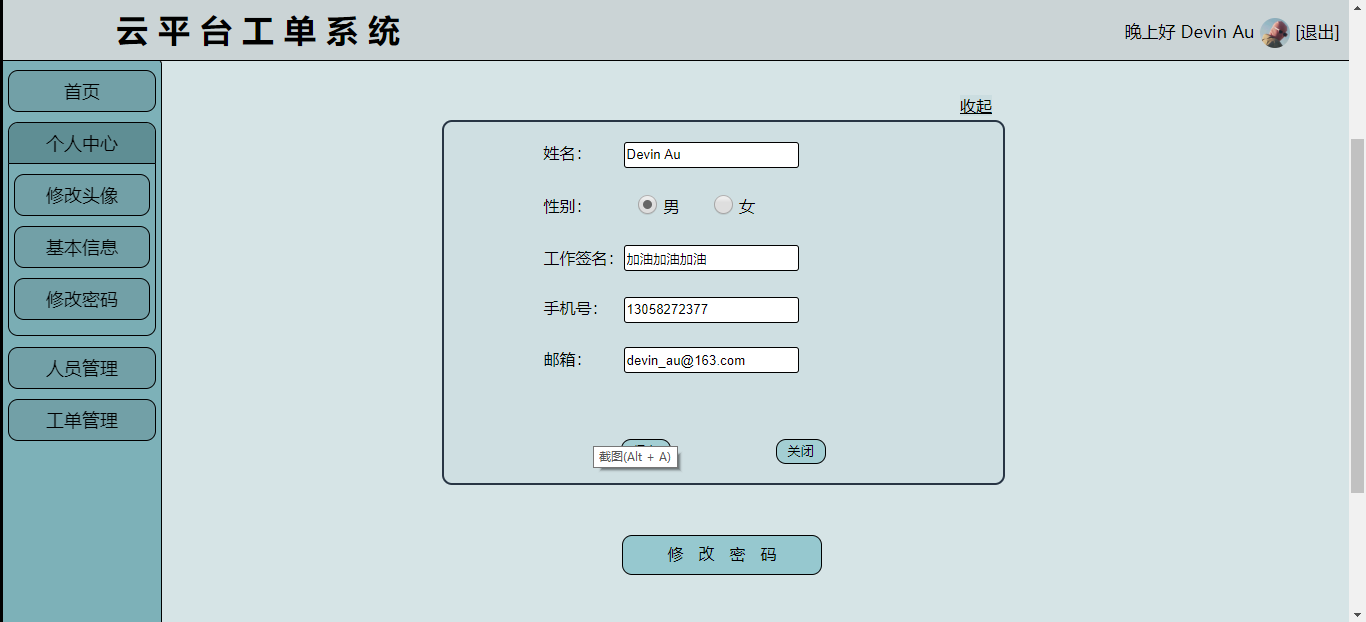 云平台工单系统
晚上好 Devin Au [退出]
首页
个人中心
修改头像
基本信息
修改密码
人员管理
工单管理
收起
姓名： Devin Au
性别： 男 女
工作签名： 加油加油加油
手机号： 13058272377
邮箱： devin_au@163.com
截图(Alt + A)
关闭
修 改 密 码